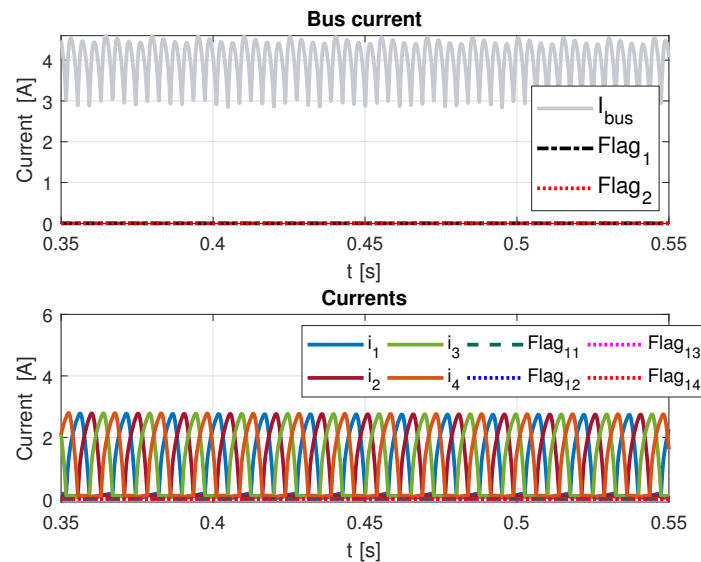 Bus current
4
3
2
1
0
Current [A]
I_bus
Flag_1
Flag_2
0.35 0.4 0.45 0.5 0.55
t [s]
Currents
6
4
2
0
Current [A]
i_1 i_3 Flag_11 Flag_13
i_2 i_4 Flag_12 Flag_14
0.35 0.4 0.45 0.5 0.55
t [s]